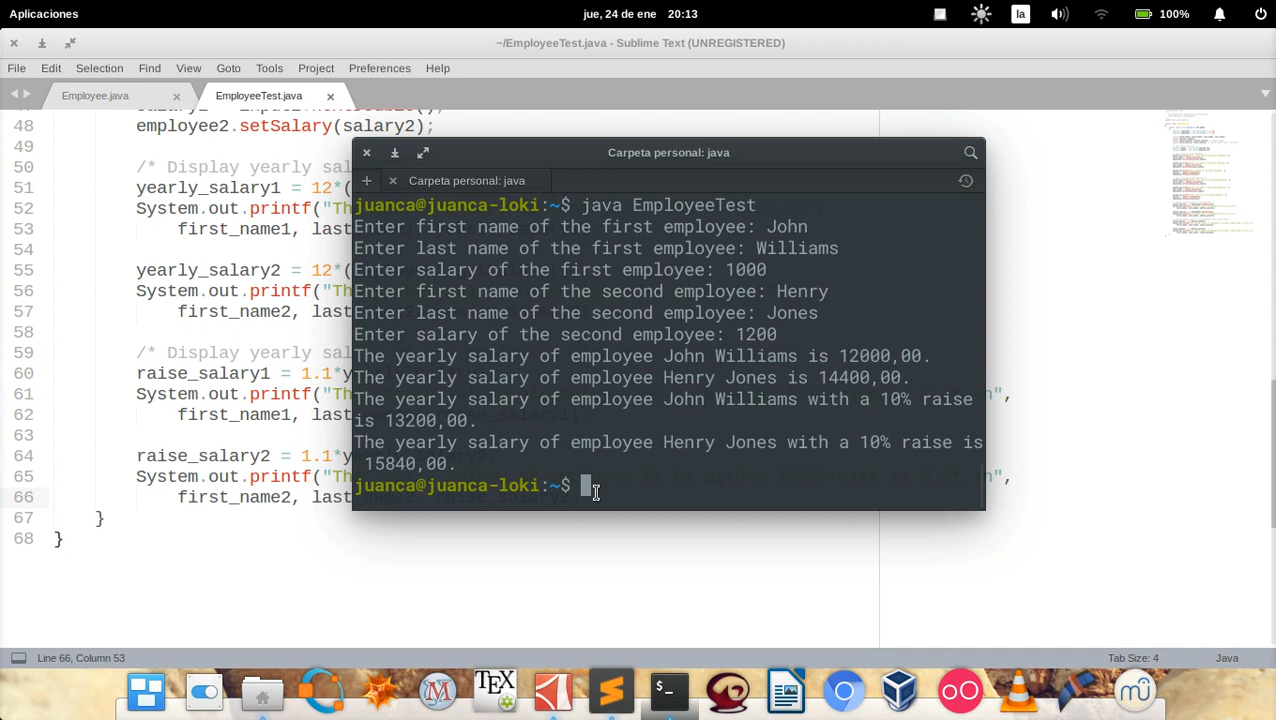 Aplicaciones
jue, 24 de ene 20:13
la
100%
~/EmployeeTest.java - Sublime Text (UNREGISTERED)
File Edit Selection Find View Goto Tools Project Preferences Help
Employee.java
EmployeeTest.java
48 employee2.setSalary(salary2);
49
50 /* Display yearly s
51 yearly_salary1 = 12*(
52 System.out.printf("Th
53 first_name1, last
54
55 yearly_salary2 = 12*(
56 System.out.printf("Th
57 first_name2, last
58
59 /* Display yearly sal
60 raise_salary1 = 1.1*y
61 System.out.printf("Th n",
62 first_name1, last
63
64 raise_salary2 = 1.1*y
65 System.out.printf("Th n",
66 first_name2, last
67 }
68 }
Carpeta personal: java
Carpeta personal: java
juanca@juanca-loki:~$ java EmployeeTest
Enter first name of the first employee: John
Enter last name of the first employee: Williams
Enter salary of the first employee: 1000
Enter first name of the second employee: Henry
Enter last name of the second employee: Jones
Enter salary of the second employee: 1200
The yearly salary of employee John Williams is 12000,00.
The yearly salary of employee Henry Jones is 14400,00.
The yearly salary of employee John Williams with a 10% raise
is 13200,00.
The yearly salary of employee Henry Jones with a 10% raise is
15840,00.
juanca@juanca-loki:~$
Line 66, Column 53
Tab Size: 4
Java
TEX